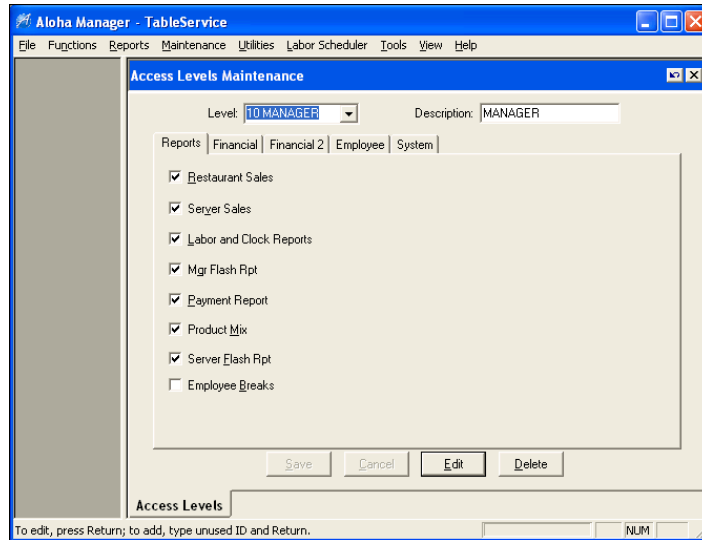 Aloha Manager - TableService
File Functions Reports Maintenance Utilities Labor Scheduler Tools View Help
Access Levels Maintenance
Level: 10 MANAGER Description: MANAGER
Reports Financial Financial 2 Employee System
Restaurant Sales
Server Sales
Labor and Clock Reports
Mgr Flash Rpt
Payment Report
Product Mix
Server Flash Rpt
Employee Breaks
Save Cancel Edit Delete
Access Levels
To edit, press Return; to add, type unused ID and Return. NUM